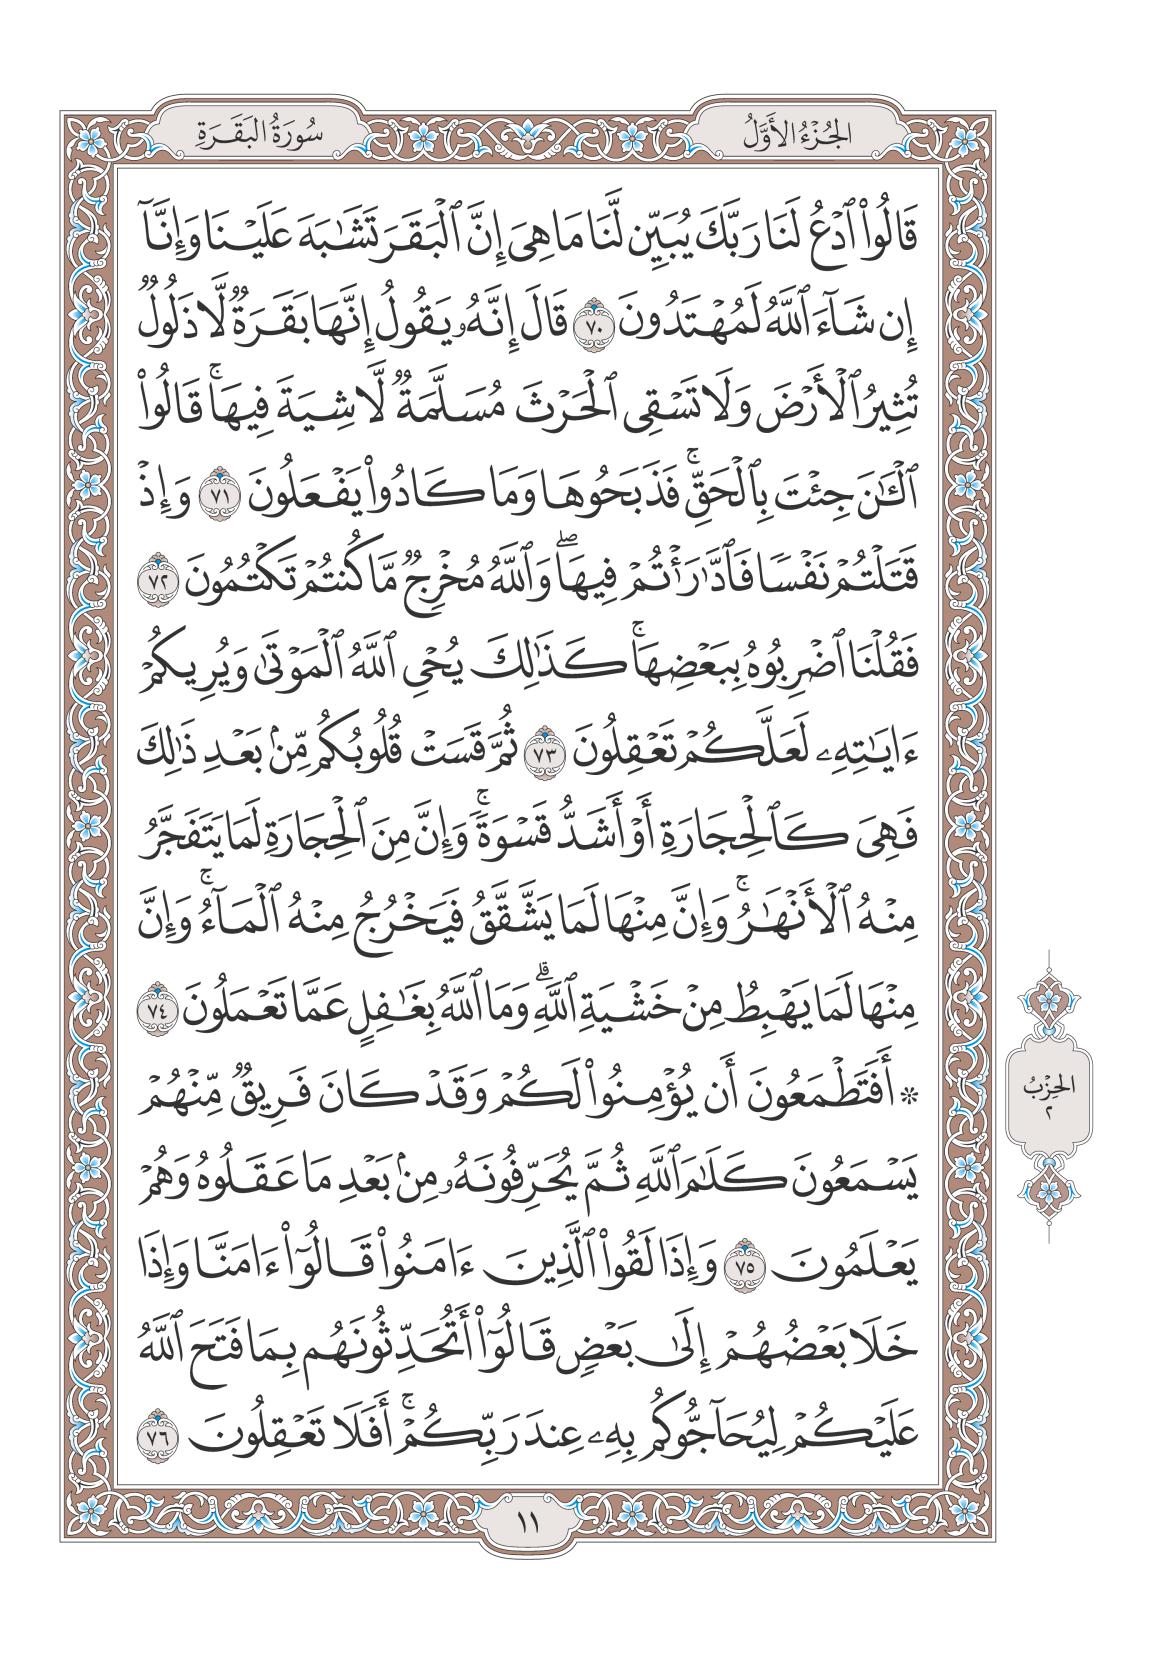 الجُزْءُ الأَوَّلُ
سُورَةُ البَقَرَةِ
قَالُوا۟ ٱدْعُ لَنَا رَبَّكَ يُبَيِّن لَّنَا مَا هِىَ إِنَّ ٱلْبَقَرَ تَشَٰبَهَ عَلَيْنَا وَإِنَّآ
إِن شَآءَ ٱللَّهُ لَمُهْتَدُونَ ٧٠ قَالَ إِنَّهُۥ يَقُولُ إِنَّهَا بَقَرَةٌ لَّا ذَلُولٌ
تُثِيرُ ٱلْأَرْضَ وَلَا تَسْقِى ٱلْحَرْثَ مُسَلَّمَةٌ لَّا شِيَةَ فِيهَاۚ قَالُوا۟
ٱلْـَٰٔنَ جِئْتَ بِٱلْحَقِّۚ فَذَبَحُوهَا وَمَا كَادُوا۟ يَفْعَلُونَ ٧١ وَإِذْ
قَتَلْتُمْ نَفْسًا فَٱدَّٰرَْٰٔتُمْ فِيهَاۖ وَٱللَّهُ مُخْرِجٌ مَّا كُنتُمْ تَكْتُمُونَ ٧٢
فَقُلْنَا ٱضْرِبُوهُ بِبَعْضِهَاۚ كَذَٰلِكَ يُحْىِ ٱللَّهُ ٱلْمَوْتَىٰ وَيُرِيكُمْ
ءَايَٰتِهِۦ لَعَلَّكُمْ تَعْقِلُونَ ٧٣ ثُمَّ قَسَتْ قُلُوبُكُم مِّنۢ بَعْدِ ذَٰلِكَ
فَهِىَ كَٱلْحِجَارَةِ أَوْ أَشَدُّ قَسْوَةًۚ وَإِنَّ مِنَ ٱلْحِجَارَةِ لَمَا يَتَفَجَّرُ
مِنْهُ ٱلْأَنْهَٰرُۚ وَإِنَّ مِنْهَا لَمَا يَشَّقَّقُ فَيَخْرُجُ مِنْهُ ٱلْمَآءُۚ وَإِنَّ
مِنْهَا لَمَا يَهْبِطُ مِنْ خَشْيَةِ ٱللَّهِۗ وَمَا ٱللَّهُ بِغَٰفِلٍ عَمَّا تَعْمَلُونَ ٧٤
۞ أَفَتَطْمَعُونَ أَن يُؤْمِنُوا۟ لَكُمْ وَقَدْ كَانَ فَرِيقٌ مِّنْهُمْ
يَسْمَعُونَ كَلَٰمَ ٱللَّهِ ثُمَّ يُحَرِّفُونَهُۥ مِنۢ بَعْدِ مَا عَقَلُوهُ وَهُمْ
يَعْلَمُونَ ٧٥ وَإِذَا لَقُوا۟ ٱلَّذِينَ ءَامَنُوا۟ قَالُوٓا۟ ءَامَنَّا وَإِذَا
خَلَا بَعْضُهُمْ إِلَىٰ بَعْضٍ قَالُوٓا۟ أَتُحَدِّثُونَهُم بِمَا فَتَحَ ٱللَّهُ
عَلَيْكُمْ لِيُحَآجُّوكُم بِهِۦ عِندَ رَبِّكُمْۚ أَفَلَا تَعْقِلُونَ ٧٦
الحِزْبُ
٢
١١